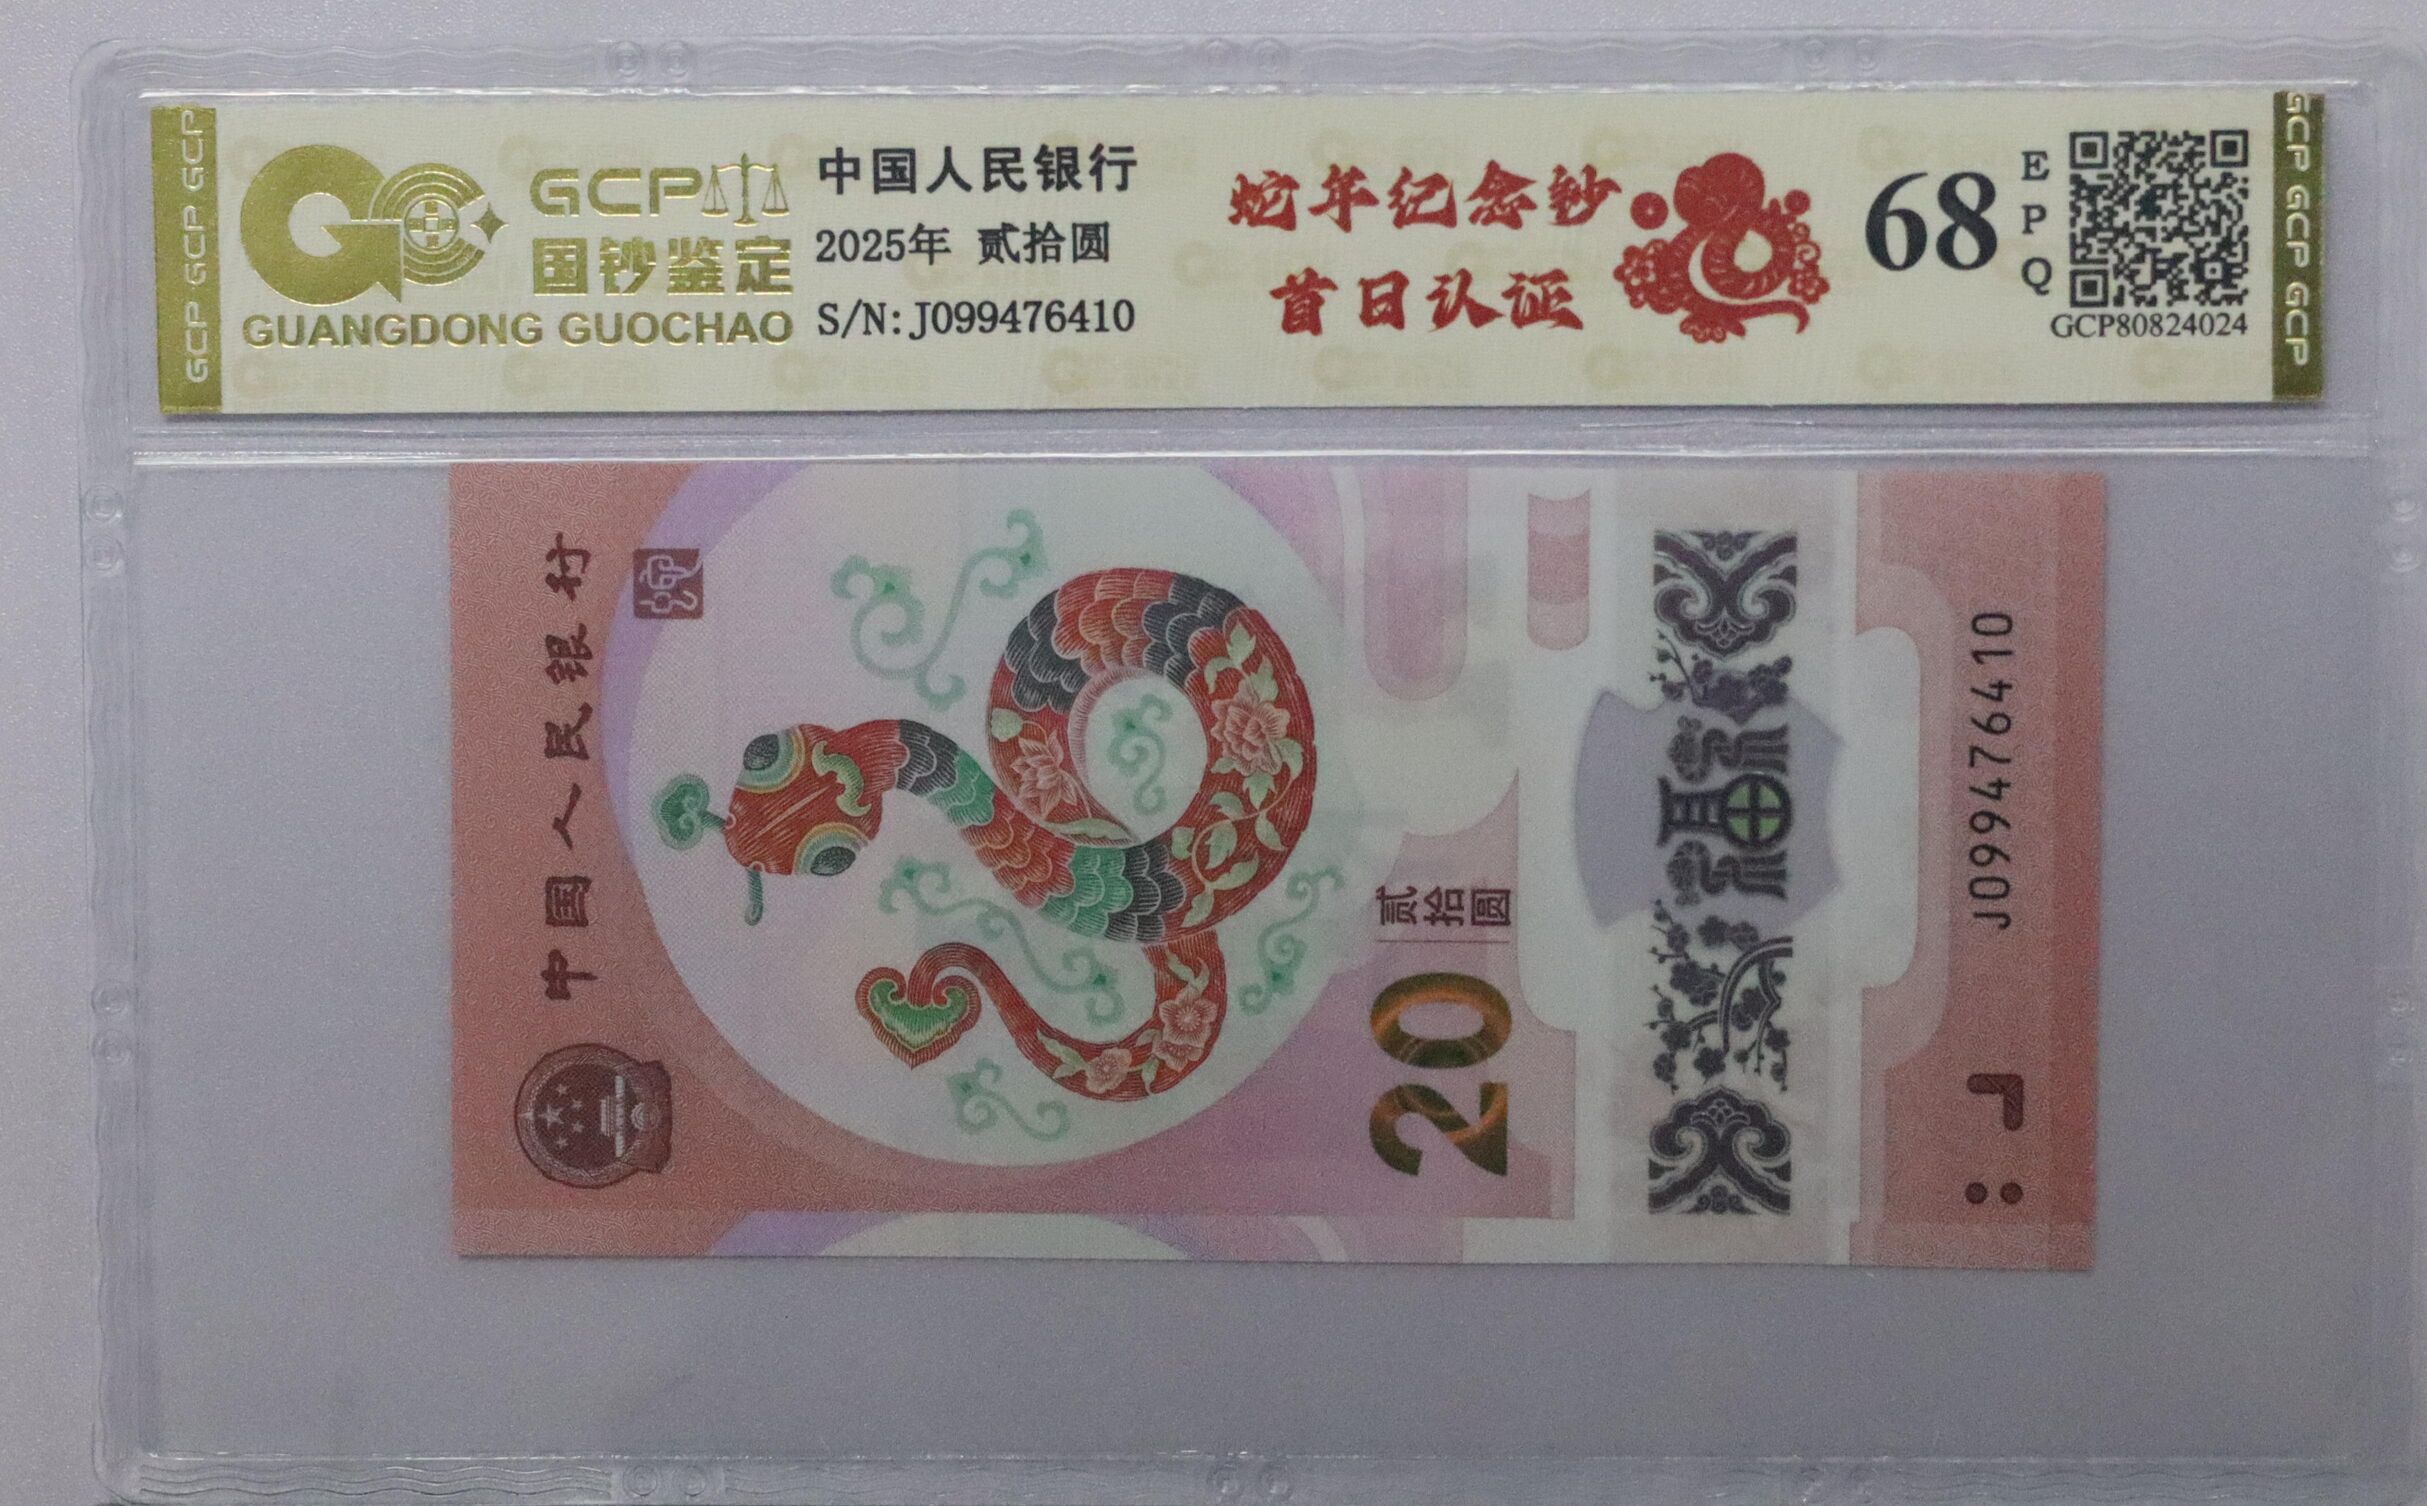 GCP GCP GCP
GCP
国钞鉴定
GUANGDONG GUOCHAO
中国人民银行
2025年 贰拾圆
S/N:J099476410
蛇年纪念钞
首日认证
68
EPQ
GCP80824024
GCP GCP GCP
中国人民银行
20
贰拾圆
福
J099476410